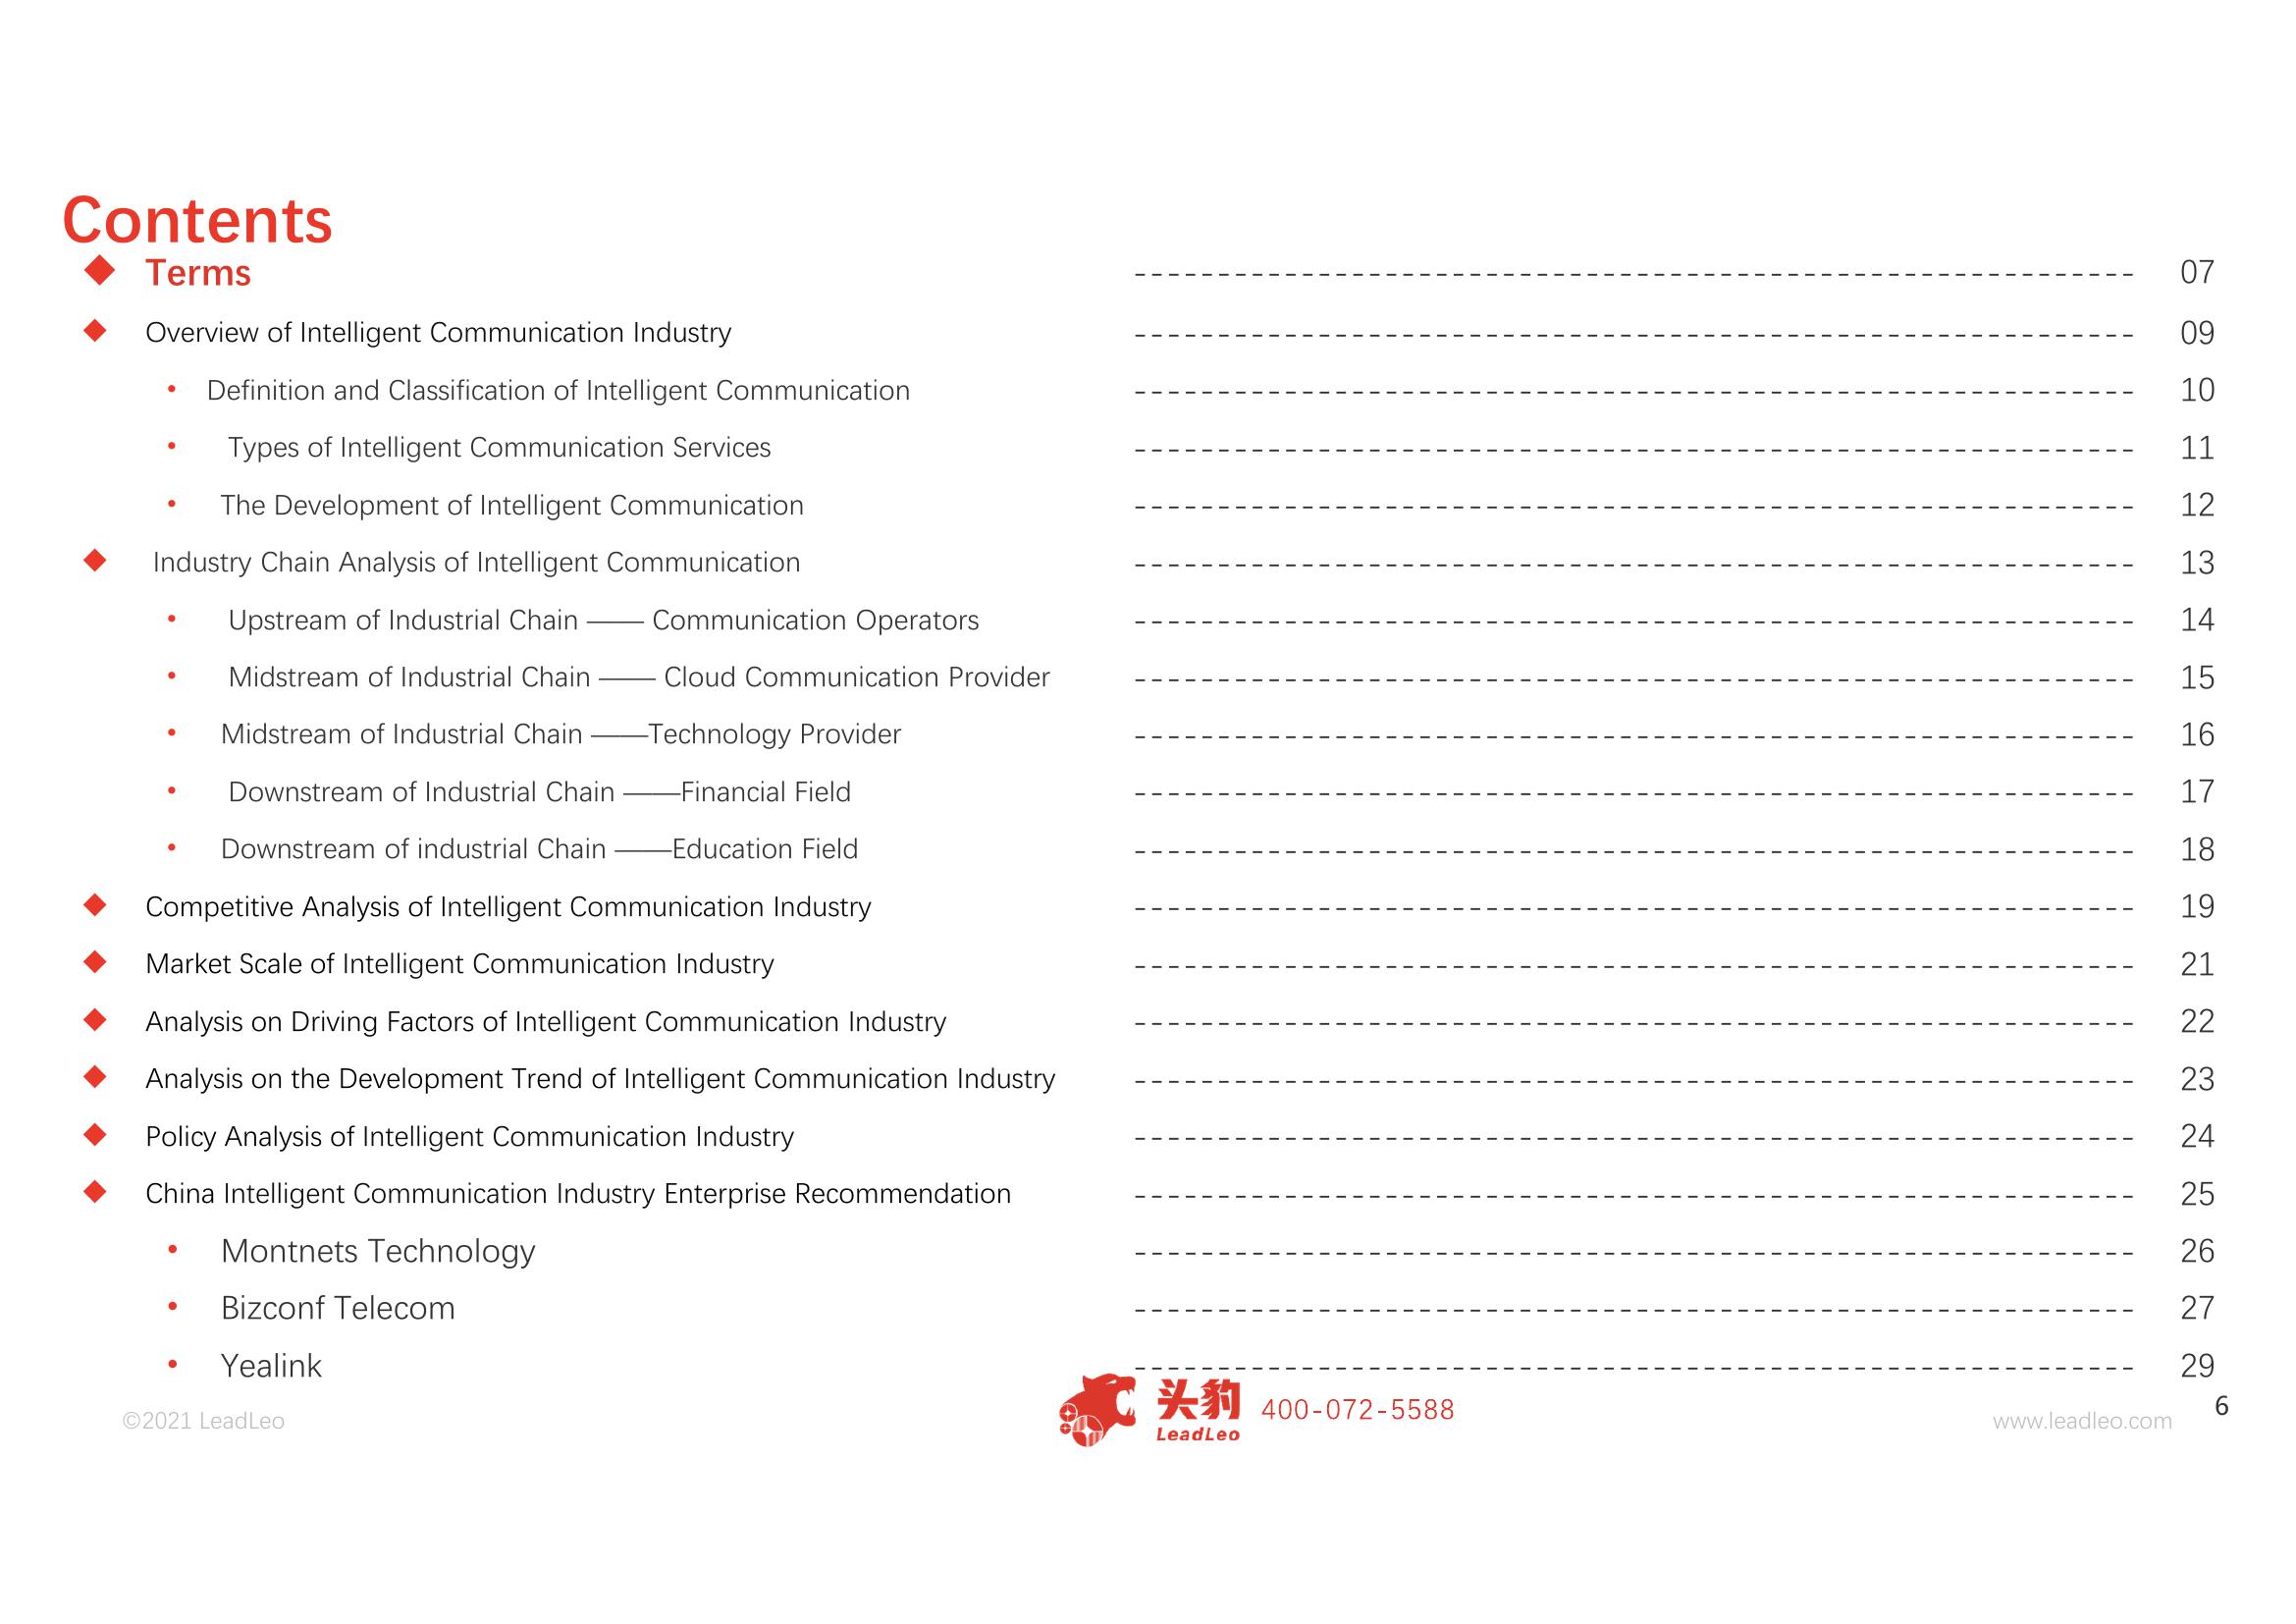 Contents
◆ Terms ------------------------------------------------ 07
◆ Overview of Intelligent Communication Industry ------------------------------------------------ 09
• Definition and Classification of Intelligent Communication ------------------------------------------------ 10
• Types of Intelligent Communication Services ------------------------------------------------ 11
• The Development of Intelligent Communication ------------------------------------------------ 12
◆ Industry Chain Analysis of Intelligent Communication ------------------------------------------------ 13
• Upstream of Industrial Chain —— Communication Operators ------------------------------------------------ 14
• Midstream of Industrial Chain —— Cloud Communication Provider ------------------------------------------------ 15
• Midstream of Industrial Chain ——Technology Provider ------------------------------------------------ 16
• Downstream of Industrial Chain ——Financial Field ------------------------------------------------ 17
• Downstream of industrial Chain ——Education Field ------------------------------------------------ 18
◆ Competitive Analysis of Intelligent Communication Industry ------------------------------------------------ 19
◆ Market Scale of Intelligent Communication Industry ------------------------------------------------ 21
◆ Analysis on Driving Factors of Intelligent Communication Industry ------------------------------------------------ 22
◆ Analysis on the Development Trend of Intelligent Communication Industry ------------------------------------------------ 23
◆ Policy Analysis of Intelligent Communication Industry ------------------------------------------------ 24
◆ China Intelligent Communication Industry Enterprise Recommendation ------------------------------------------------ 25
• Montnets Technology ------------------------------------------------ 26
• Bizconf Telecom ------------------------------------------------ 27
• Yealink ------------------------------------------------ 29
©2021 LeadLeo
头豹
LeadLeo
400-072-5588
www.leadleo.com
6